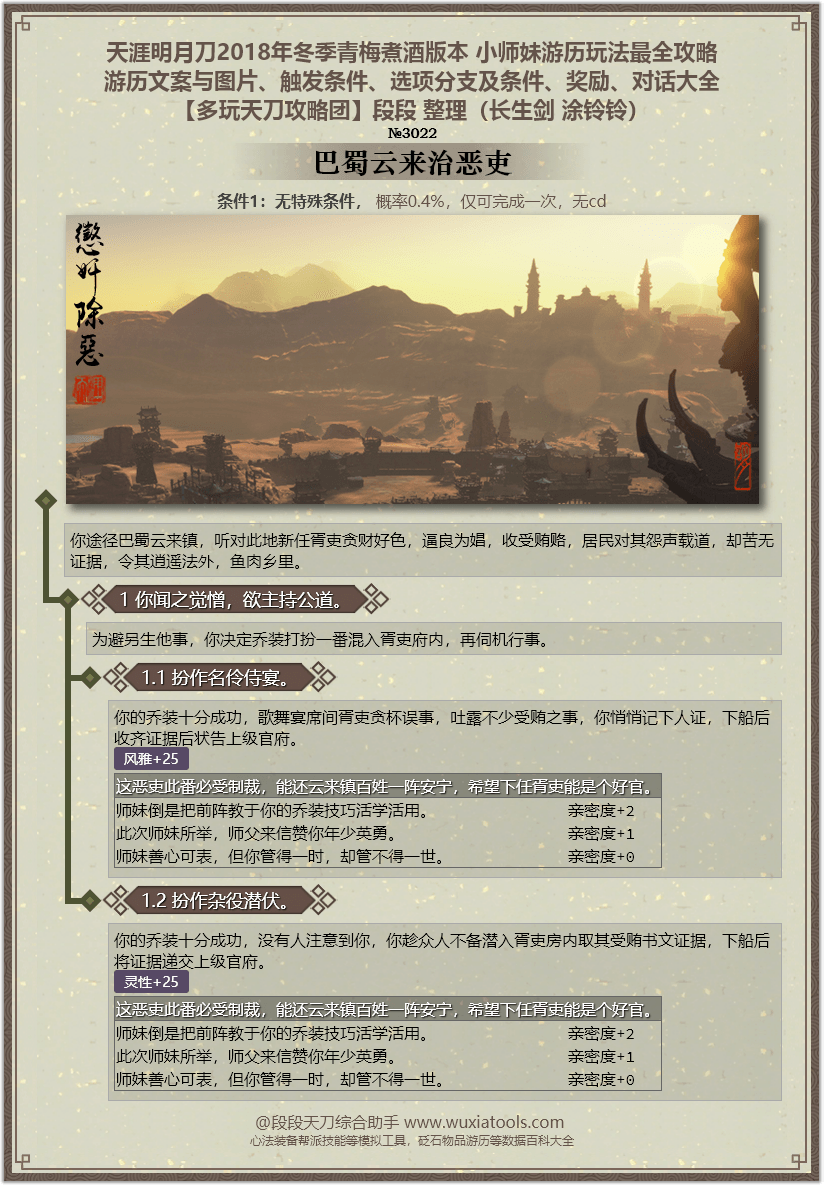 天涯明月刀2018年冬季青梅煮酒版本 小师妹游历玩法最全攻略
游历文案与图片、触发条件、选项分支及条件、奖励、对话大全
【多玩天刀攻略团】段段 整理（长生剑 涂铃铃）
№3022
巴蜀云来治恶吏
条件1：无特殊条件， 概率0.4%，仅可完成一次，无cd
懲奸除惡
你途径巴蜀云来镇，听对此地新任胥吏贪财好色，逼良为娼，收受贿赂，居民对其怨声载道，却苦无
证据，令其逍遥法外，鱼肉乡里。
1 你闻之觉憎，欲主持公道。
为避另生他事，你决定乔装打扮一番混入胥吏府内，再伺机行事。
1.1 扮作名伶侍宴。
你的乔装十分成功，歌舞宴席间胥吏贪杯误事，吐露不少受贿之事，你悄悄记下人证，下船后
收齐证据后状告上级官府。
风雅+25
这恶吏此番必受制裁，能还云来镇百姓一阵安宁，希望下任胥吏能是个好官。
师妹倒是把前阵教于你的乔装技巧活学活用。 亲密度+2
此次师妹所举，师父来信赞你年少英勇。 亲密度+1
师妹善心可表，但你管得一时，却管不得一世。 亲密度+0
1.2 扮作杂役潜伏。
你的乔装十分成功，没有人注意到你，你趁众人不备潜入胥吏房内取其受贿书文证据，下船后
将证据递交上级官府。
灵性+25
这恶吏此番必受制裁，能还云来镇百姓一阵安宁，希望下任胥吏能是个好官。
师妹倒是把前阵教于你的乔装技巧活学活用。 亲密度+2
此次师妹所举，师父来信赞你年少英勇。 亲密度+1
师妹善心可表，但你管得一时，却管不得一世。 亲密度+0
@段段天刀综合助手 www.wuxiatools.com
心法装备帮派技能等模拟工具，砭石物品游历等数据百科大全